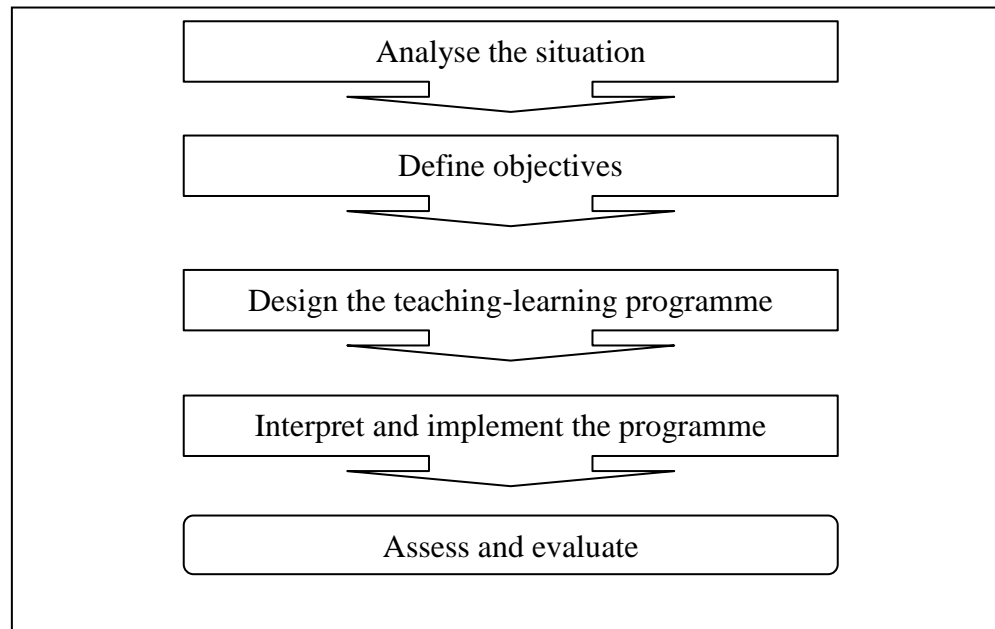 Analyse the situation
Define objectives
Design the teaching-learning programme
Interpret and implement the programme
Assess and evaluate